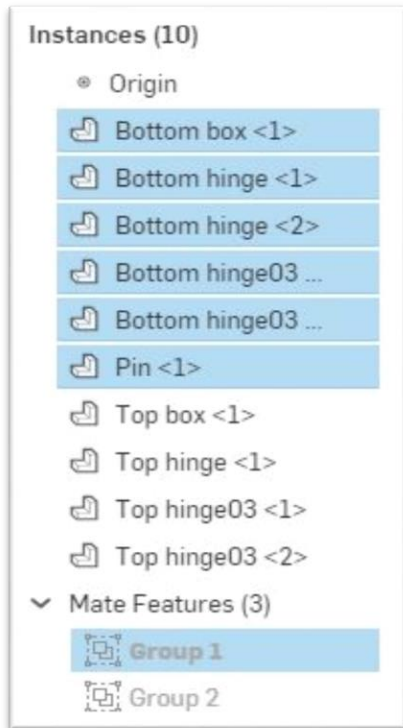 Instances (10)
Origin
Bottom box <1>
Bottom hinge <1>
Bottom hinge <2>
Bottom hinge03 ...
Bottom hinge03 ...
Pin <1>
Top box <1>
Top hinge <1>
Top hinge03 <1>
Top hinge03 <2>
Mate Features (3)
Group 1
Group 2